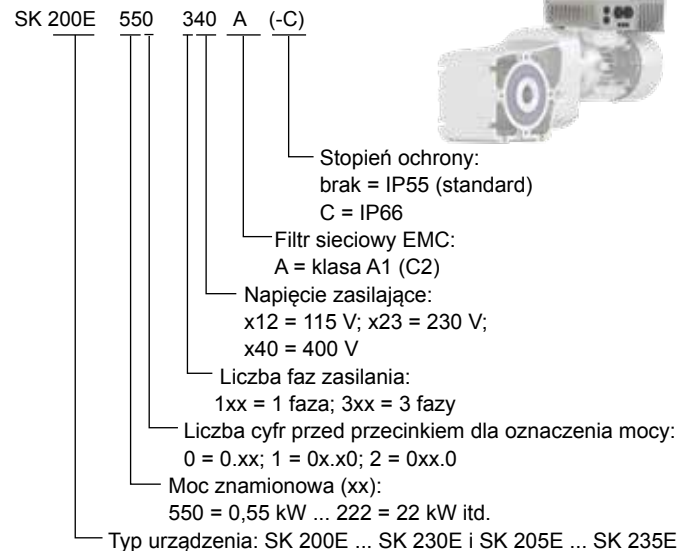 SK 200E 550 340 A (-C)
Stopień ochrony:
brak = IP55 (standard)
C = IP66
Filtr sieciowy EMC:
A = klasa A1 (C2)
Napięcie zasilające:
x12 = 115 V; x23 = 230 V;
x40 = 400 V
Liczba faz zasilania:
1xx = 1 faza; 3xx = 3 fazy
Liczba cyfr przed przecinkiem dla oznaczenia mocy:
0 = 0.xx; 1 = 0x.x0; 2 = 0xx.0
Moc znamionowa (xx):
550 = 0,55 kW ... 222 = 22 kW itd.
Typ urządzenia: SK 200E ... SK 230E i SK 205E ... SK 235E